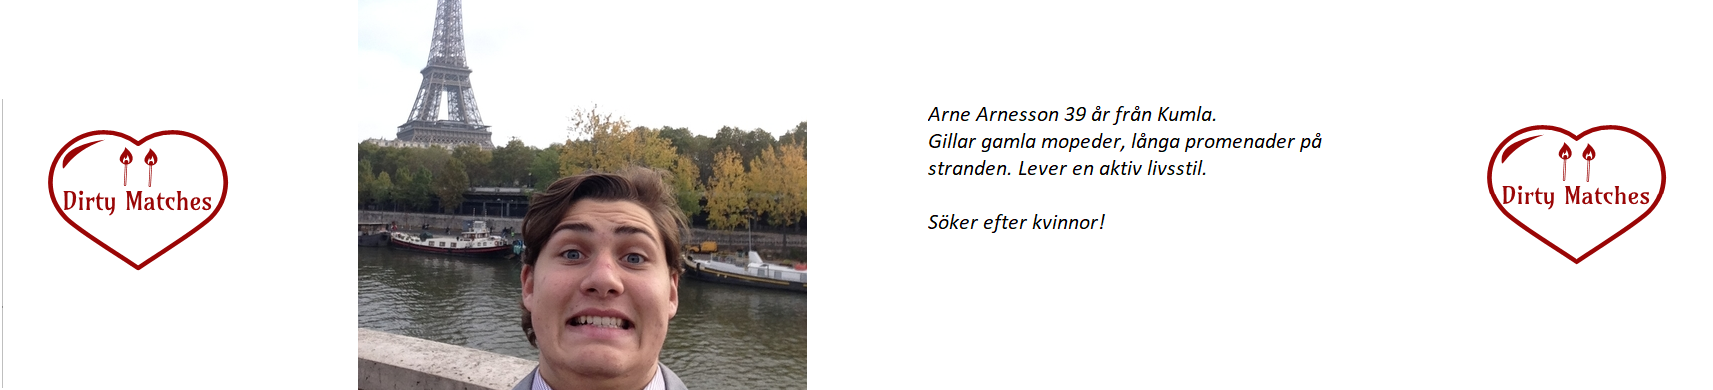 Dirty Matches
Arne Arnesson 39 år från Kumla.
Gillar gamla mopeder, långa promenader på
stranden. Lever en aktiv livsstil.
Söker efter kvinnor!
Dirty Matches